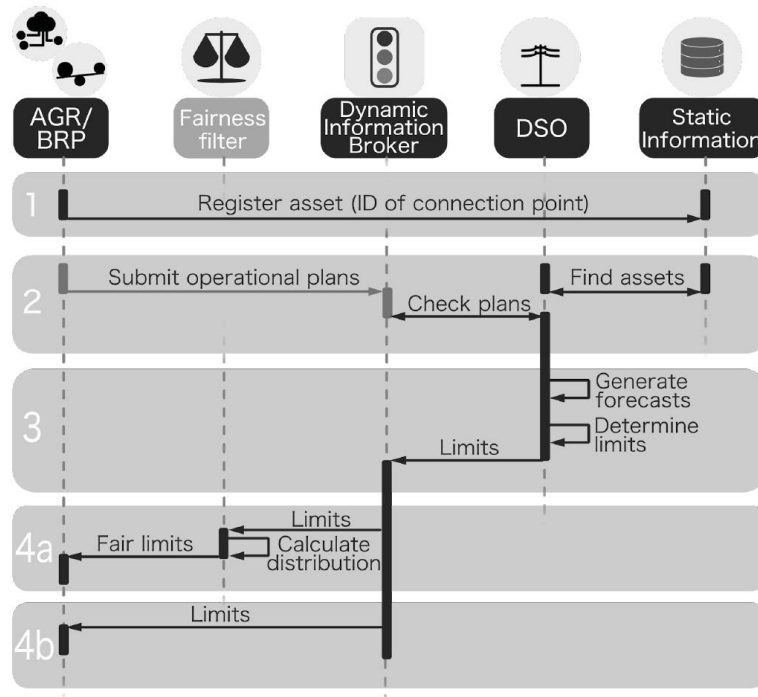 AGR/
BRP
Fairness
filter
Dynamic
Information
Broker
DSO
Static
Information
1
Register asset (ID of connection point)
2
Submit operational plans
Find assets
Check plans
3
Generate
forecasts
Determine
limits
Limits
4a
Limits
Fair limits
Calculate
distribution
4b
Limits